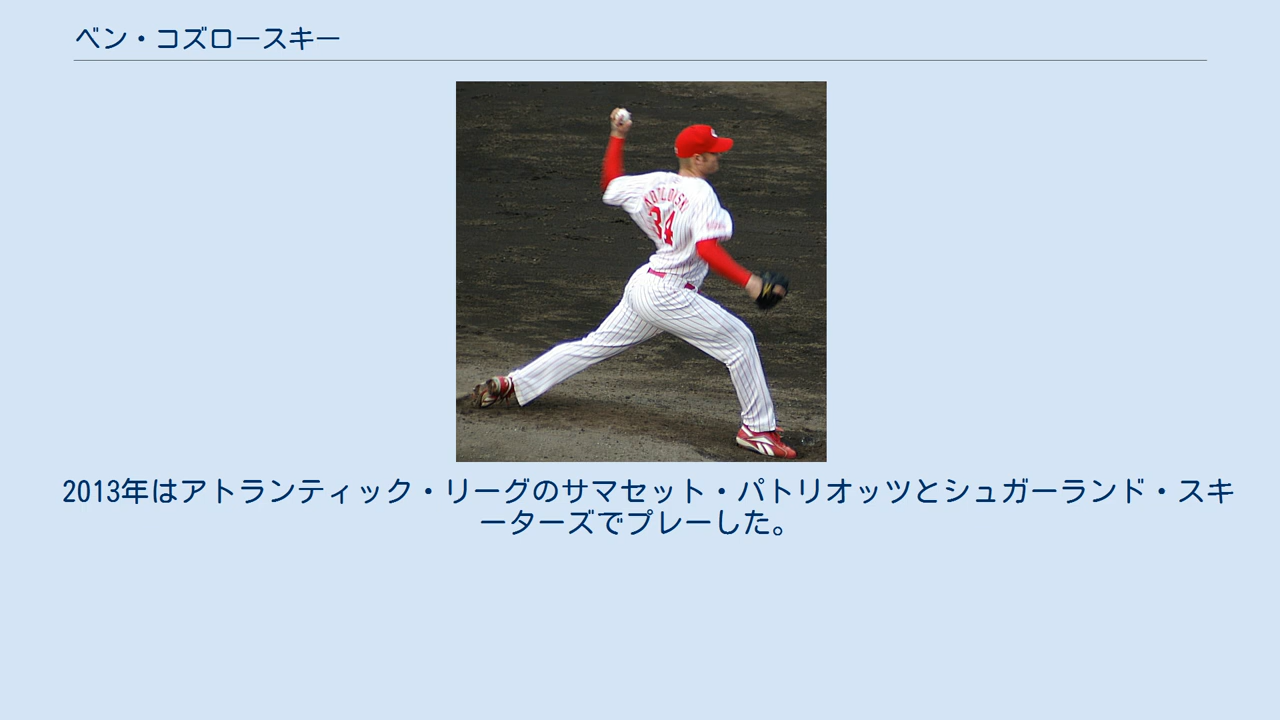 ベン・コズロースキー
34
2013年はアトランティック・リーグのサマセット・パトリオッツとシュガーランド・スキ
ーターズでプレーした。